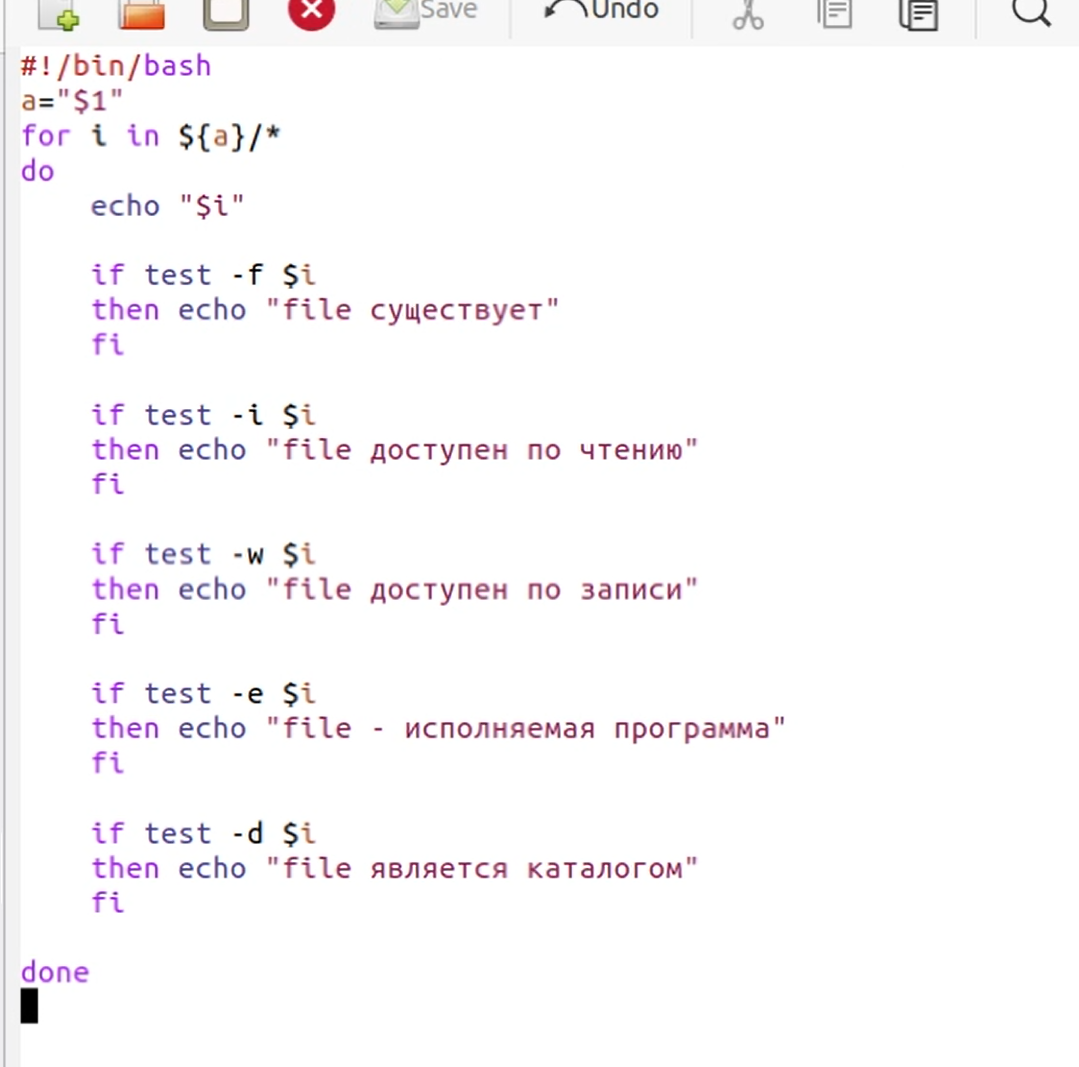 Save Undo
#!/bin/bash
a="$1"
for i in ${a}/*
do
    echo "$i"

    if test -f $i
    then echo "file существует"
    fi

    if test -i $i
    then echo "file доступен по чтению"
    fi

    if test -w $i
    then echo "file доступен по записи"
    fi

    if test -e $i
    then echo "file - исполняемая программа"
    fi

    if test -d $i
    then echo "file является каталогом"
    fi

done